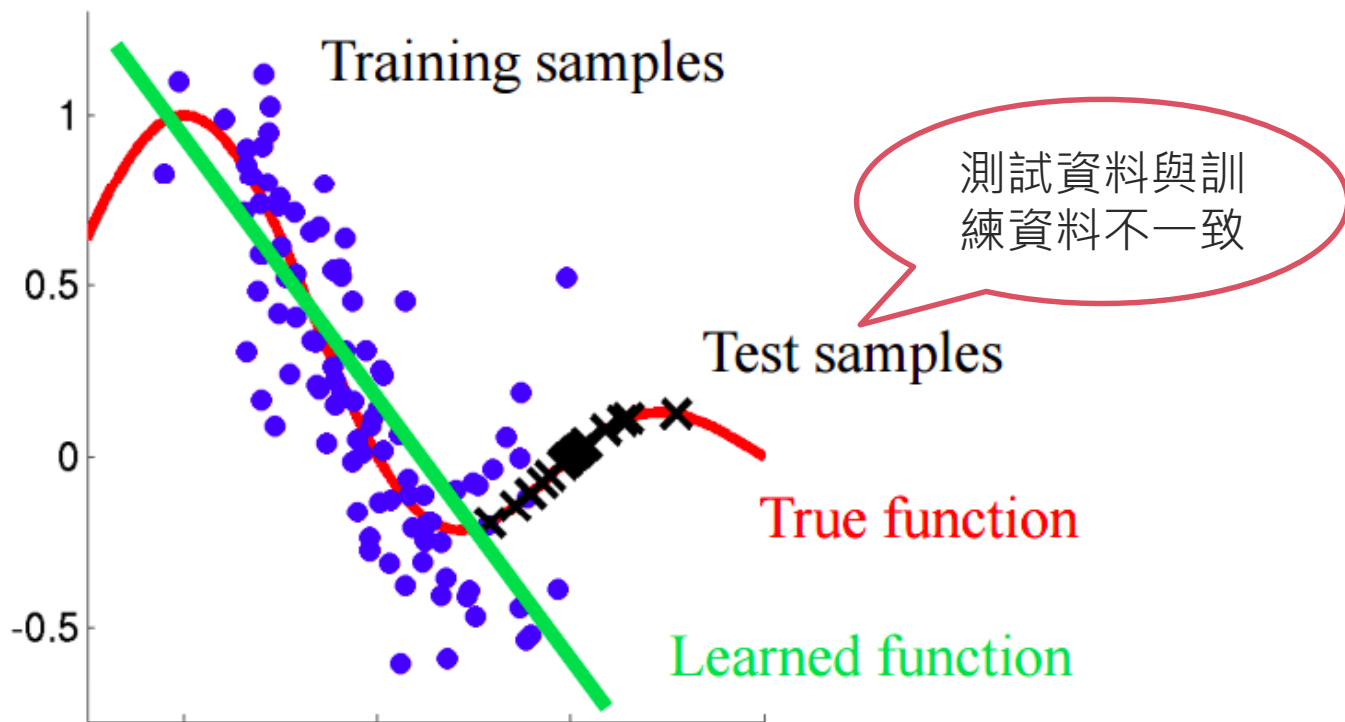 Training samples
測試資料與訓
練資料不一致
Test samples
True function
Learned function
1
0.5
0
-0.5